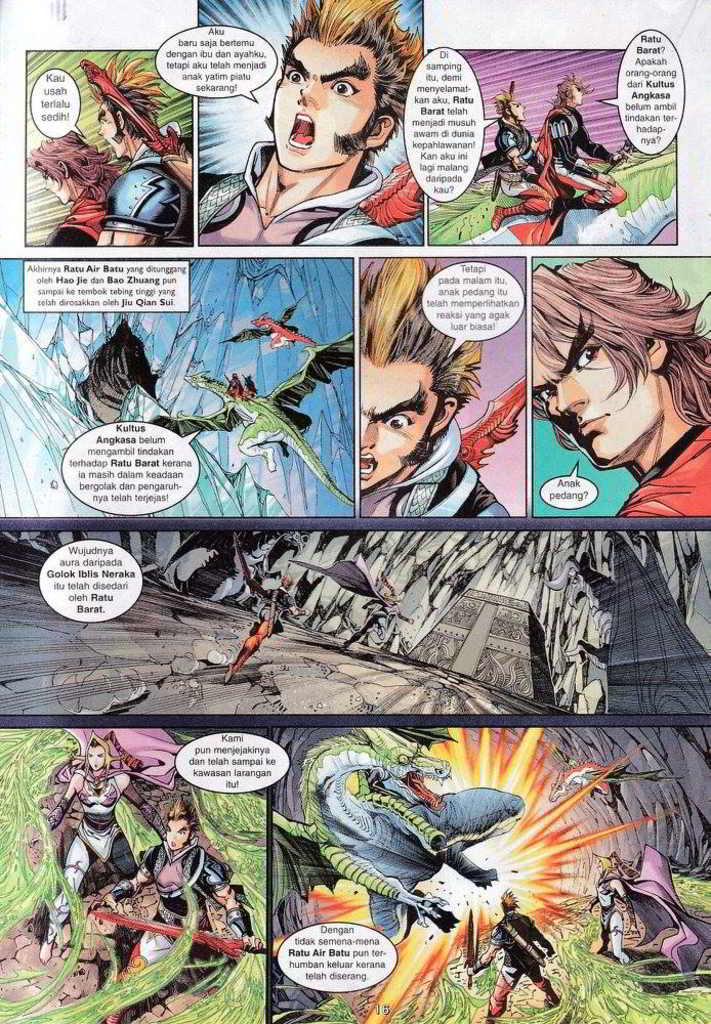 Kau
usah
terlalu
sedih!
Aku
baru saja bertemu
dengan ibu dan ayahku,
tetapi aku telah menjadi
anak yatim piatu
sekarang!
Di
samping
itu, demi
menyelamat-
kan aku, Ratu
Barat telah
menjadi musuh
awam di dunia
kepahlawanan!
Kan aku ini
lagi malang
daripada
kau?
Ratu
Barat?
Apakah
orang-orang
dari Kultus
Angkasa
belum ambil
tindakan ter-
hadap-
nya?
Akhirnya Ratu Air Batu yang ditunggang
oleh Hao Jie dan Bao Zhuang pun
sampai ke tembok tebing tinggi yang
telah dirosakkan oleh Jiu Qian Sui.
Kultus
Angkasa belum
mengambil tindakan
terhadap Ratu Barat kerana
ia masih dalam keadaan
bergolak dan pengaruh-
nya telah terjejas!
Tetapi
pada malam itu,
anak pedang itu
telah memperlihatkan
reaksi yang agak
luar biasa!
Anak
pedang?
Wujudnya
aura daripada
Golok Iblis Neraka
itu telah disedari
oleh Ratu
Barat.
Kami
pun menjejakinya
dan telah sampai ke
kawasan larangan
itu!
Dengan
tidak semena-mena
Ratu Air Batu pun ter-
humban keluar kerana
telah diserang.
16